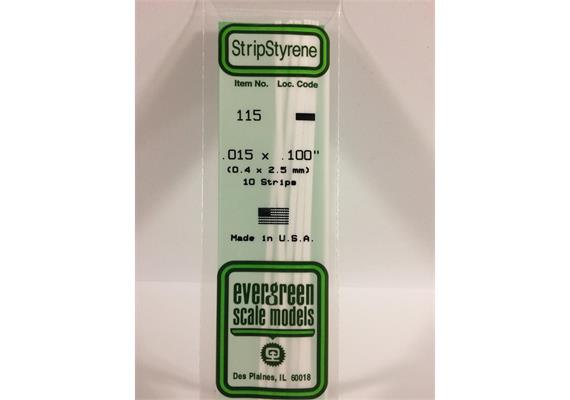 StripStyrene
Item No. Loc. Code
115
.015 x .100"
(0.4 x 2.5 mm)
10 Strips
Made in U.S.A.
evergreen
scale models
Des Plaines, IL 60018